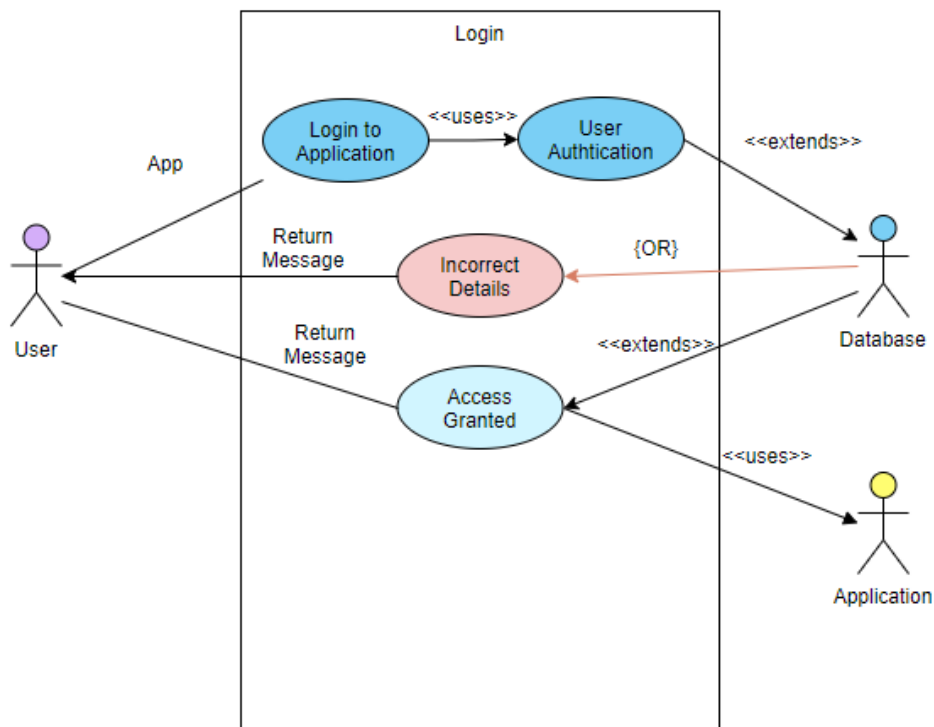 Login
Login to
Application
<<uses>>
User
Authtication
<<extends>>
App
Return
Message
Incorrect
Details
{OR}
User
Database
Return
Message
<<extends>>
Access
Granted
<<uses>>
Application